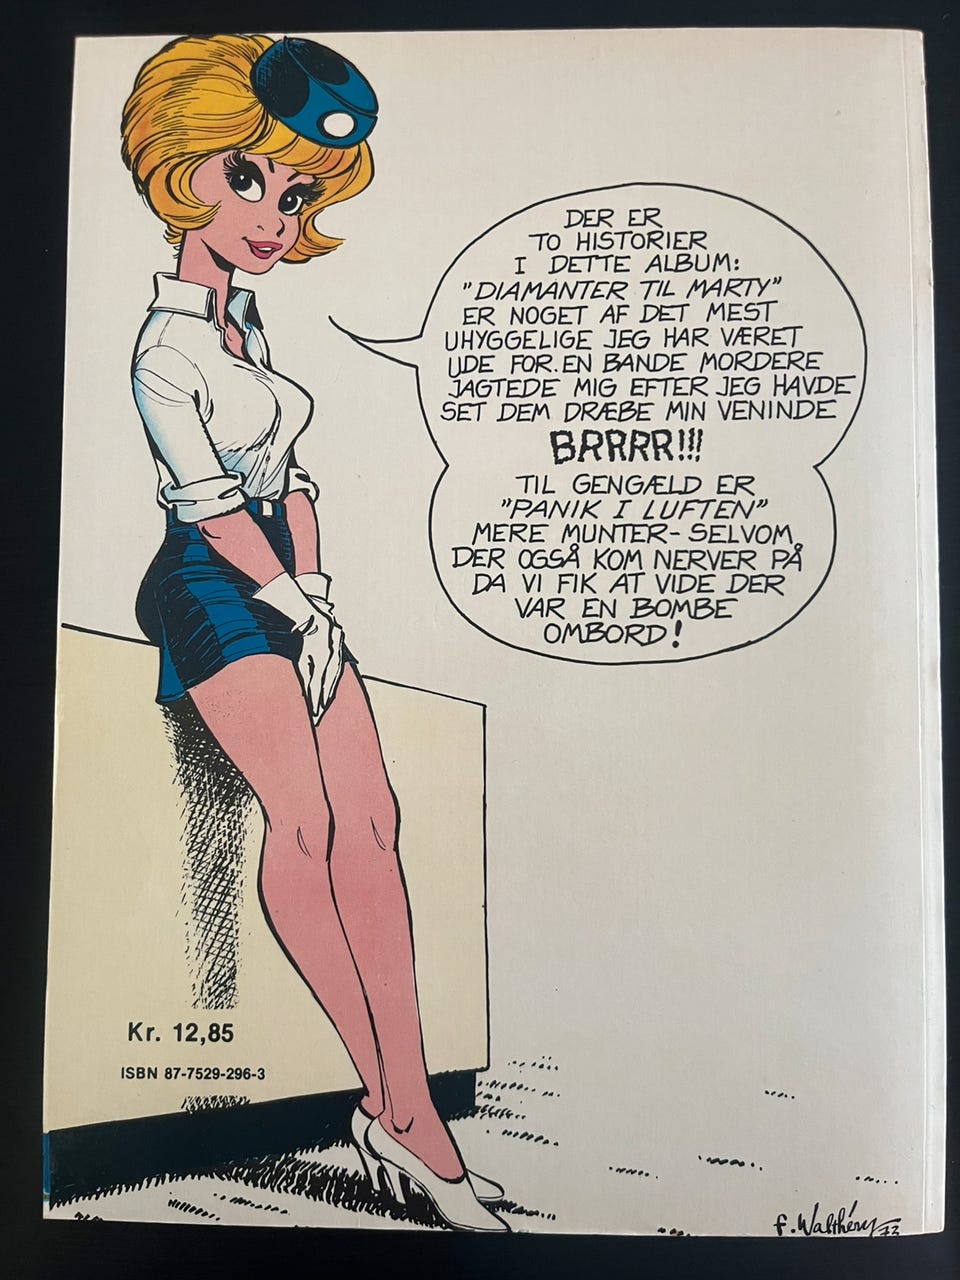 DER ER
TO HISTORIER
I DETTE ALBUM:
"DIAMANTER TIL MARTY"
ER NOGET AF DET MEST
UHYGGELIGE JEG HAR VÆRET
UDE FOR. EN BANDE MORDERE
JAGTEDE MIG EFTER JEG HAVDE
SET DEM DRÆBE MIN VENINDE
BRRRR!!!
TIL GENGÆLD ER
"PANIK I LUFTEN"
MERE MUNTER- SELVOM
DER OGSÅ KOM NERVER PÅ
DA VI FIK AT VIDE DER
VAR EN BOMBE
OMBORD!
Kr. 12,85
ISBN 87-7529-296-3
F. Walthéry 73